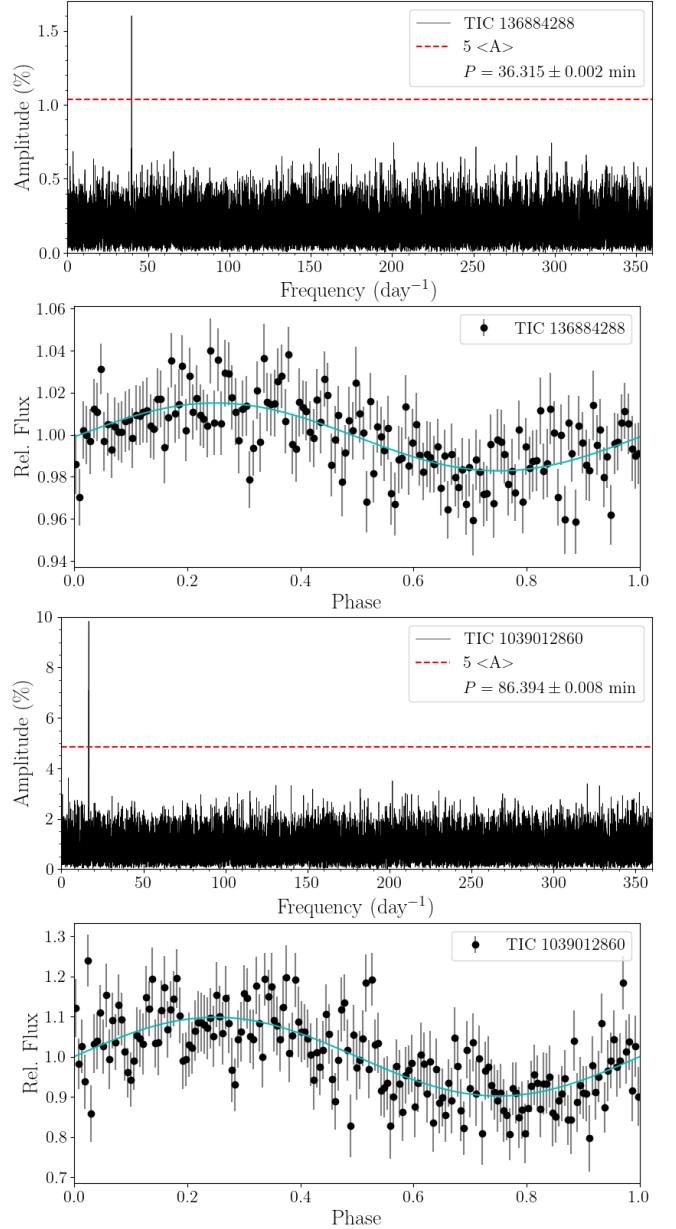 1.5
1.0
0.5
0.0
Amplitude (%)
TIC 136884288
5 <A>
P = 36.315 ± 0.002 min
0 50 100 150 200 250 300 350
Frequency (day⁻¹)
1.06
1.04
1.02
1.00
0.98
0.96
0.94
Rel. Flux
TIC 136884288
0.0 0.2 0.4 0.6 0.8 1.0
Phase
10
8
6
4
2
0
Amplitude (%)
TIC 1039012860
5 <A>
P = 86.394 ± 0.008 min
0 50 100 150 200 250 300 350
Frequency (day⁻¹)
1.3
1.2
1.1
1.0
0.9
0.8
0.7
Rel. Flux
TIC 1039012860
0.0 0.2 0.4 0.6 0.8 1.0
Phase